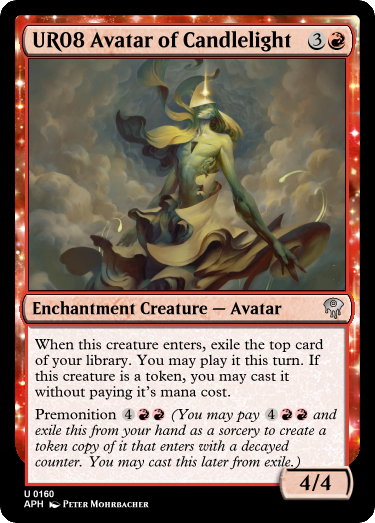 UR08 Avatar of Candlelight 3
Enchantment Creature — Avatar
When this creature enters, exile the top card
of your library. You may play it this turn. If
this creature is a token, you may cast it
without paying it's mana cost.
Premonition 4 (You may pay 4 and
exile this from your hand as a sorcery to create a
token copy of it that enters with a decayed
counter. You may cast this later from exile.)
4/4
U 0160
APH Peter Mohrbacher